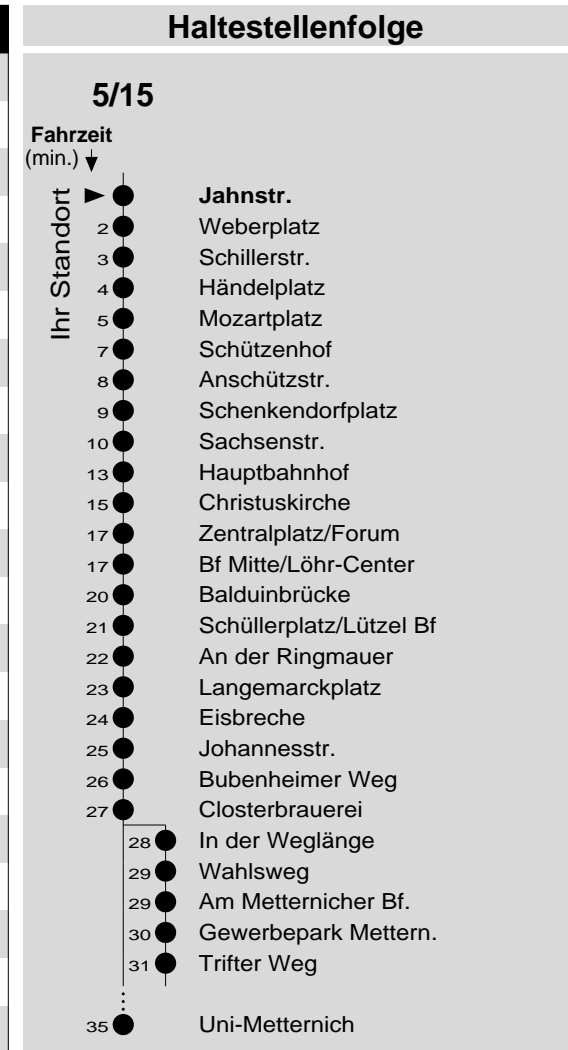 Haltestellenfolge
5/15
Fahrzeit
(min.)
Ihr Standort
Jahnstr.
2 Weberplatz
3 Schillerstr.
4 Händelplatz
5 Mozartplatz
7 Schützenhof
8 Anschützstr.
9 Schenkendorfplatz
10 Sachsenstr.
13 Hauptbahnhof
15 Christuskirche
17 Zentralplatz/Forum
17 Bf Mitte/Löhr-Center
20 Balduinbrücke
21 Schüllerplatz/Lützel Bf
22 An der Ringmauer
23 Langemarckplatz
24 Eisbreche
25 Johannesstr.
26 Bubenheimer Weg
27 Closterbrauerei
28 In der Weglänge
29 Wahlsweg
29 Am Metternicher Bf.
30 Gewerbepark Mettern.
31 Trifter Weg
35 Uni-Metternich